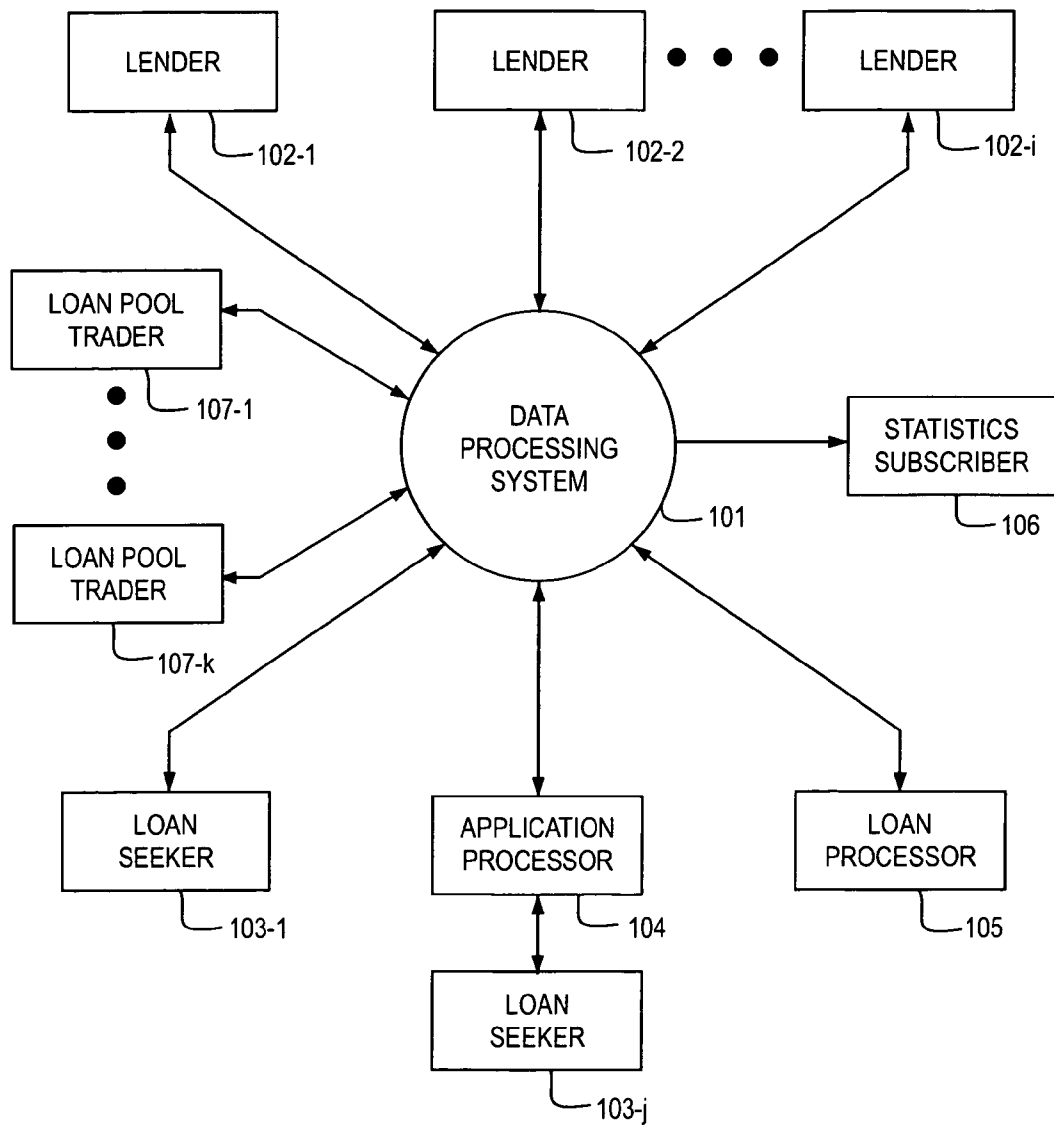 LENDER
LENDER
LENDER
102-1
102-2
102-i
LOAN POOL
TRADER
107-1
DATA
PROCESSING
SYSTEM
101
STATISTICS
SUBSCRIBER
106
LOAN POOL
TRADER
107-k
LOAN
SEEKER
103-1
APPLICATION
PROCESSOR
104
LOAN
PROCESSOR
105
LOAN
SEEKER
103-j